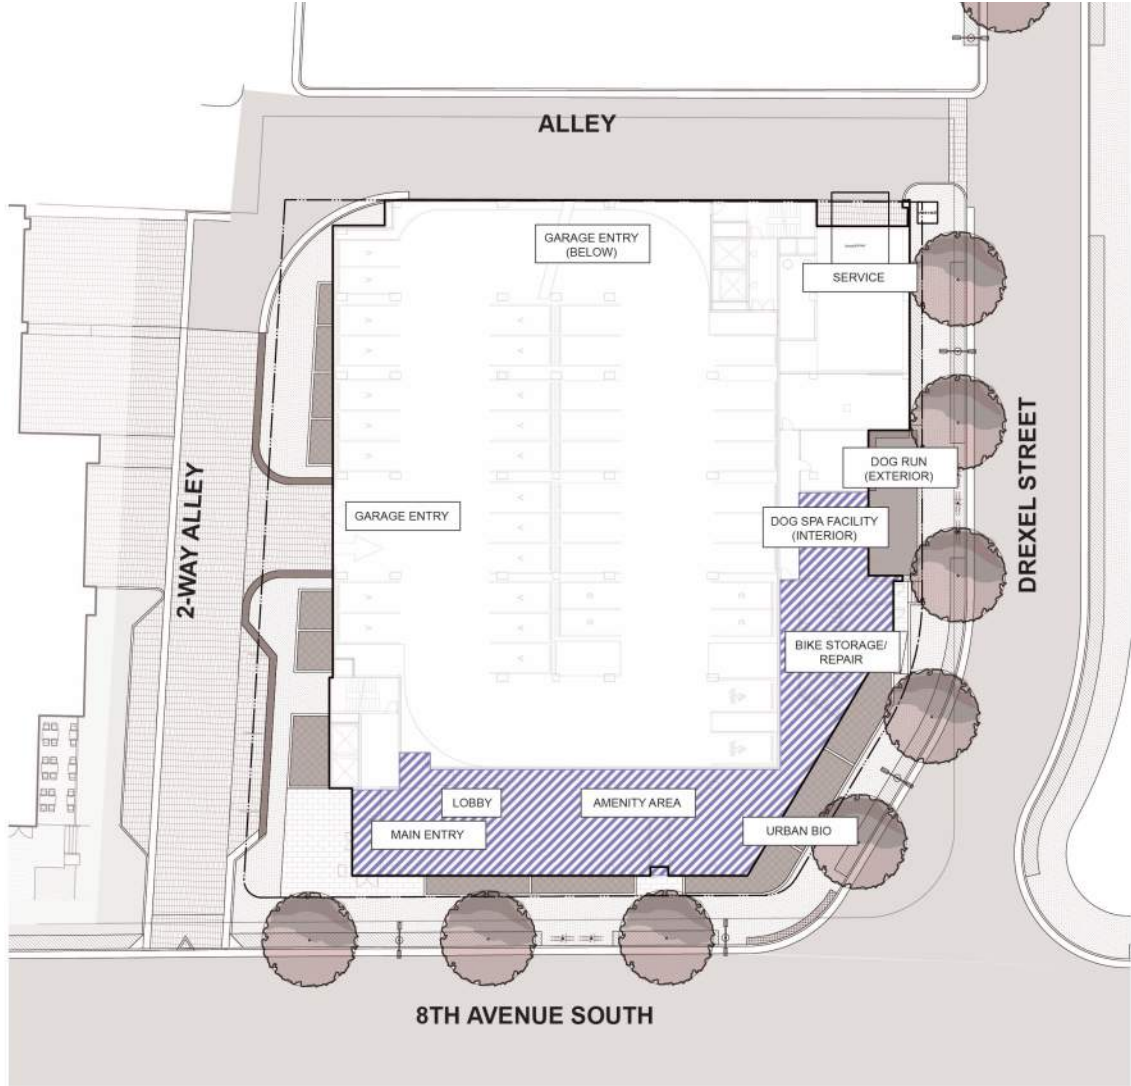 ALLEY
GARAGE ENTRY
(BELOW)
SERVICE
DOG RUN
(EXTERIOR)
DREXEL STREET
2-WAY ALLEY
GARAGE ENTRY
DOG SPA FACILITY
(INTERIOR)
BIKE STORAGE/
REPAIR
LOBBY
AMENITY AREA
MAIN ENTRY
URBAN BIO
8TH AVENUE SOUTH